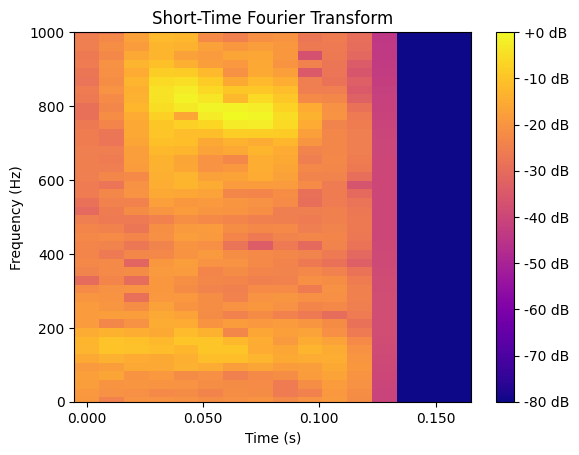 Short-Time Fourier Transform
1000
800
600
400
200
0
Frequency (Hz)
0.000
0.050
0.100
0.150
Time (s)
+0 dB
-10 dB
-20 dB
-30 dB
-40 dB
-50 dB
-60 dB
-70 dB
-80 dB